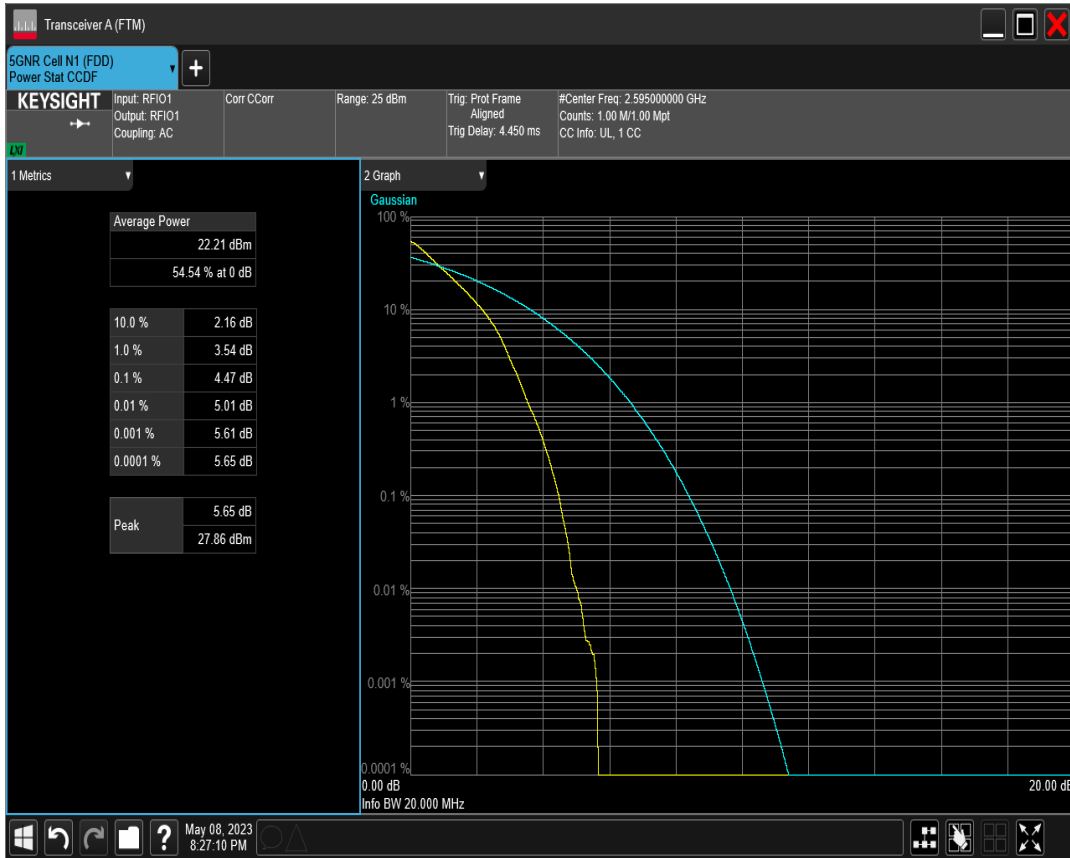 Transceiver A (FTM)
5GNR Cell N1 (FDD)
Power Stat CCDF
+
KEYSIGHT
LXI
Input: RFIO1
Output: RFIO1
Coupling: AC
Corr CCorr
Range: 25 dBm
Trig: Prot Frame
Aligned
Trig Delay: 4.450 ms
#Center Freq: 2.595000000 GHz
Counts: 1.00 M/1.00 Mpt
CC Info: UL, 1 CC
1 Metrics
Average Power
22.21 dBm
54.54 % at 0 dB
10.0 % 2.16 dB
1.0 % 3.54 dB
0.1 % 4.47 dB
0.01 % 5.01 dB
0.001 % 5.61 dB
0.0001 % 5.65 dB
Peak
5.65 dB
27.86 dBm
2 Graph
Gaussian
100 %
10 %
1 %
0.1 %
0.01 %
0.001 %
0.0001 %
0.00 dB
20.00 dB
Info BW 20.000 MHz
?
May 08, 2023
8:27:10 PM